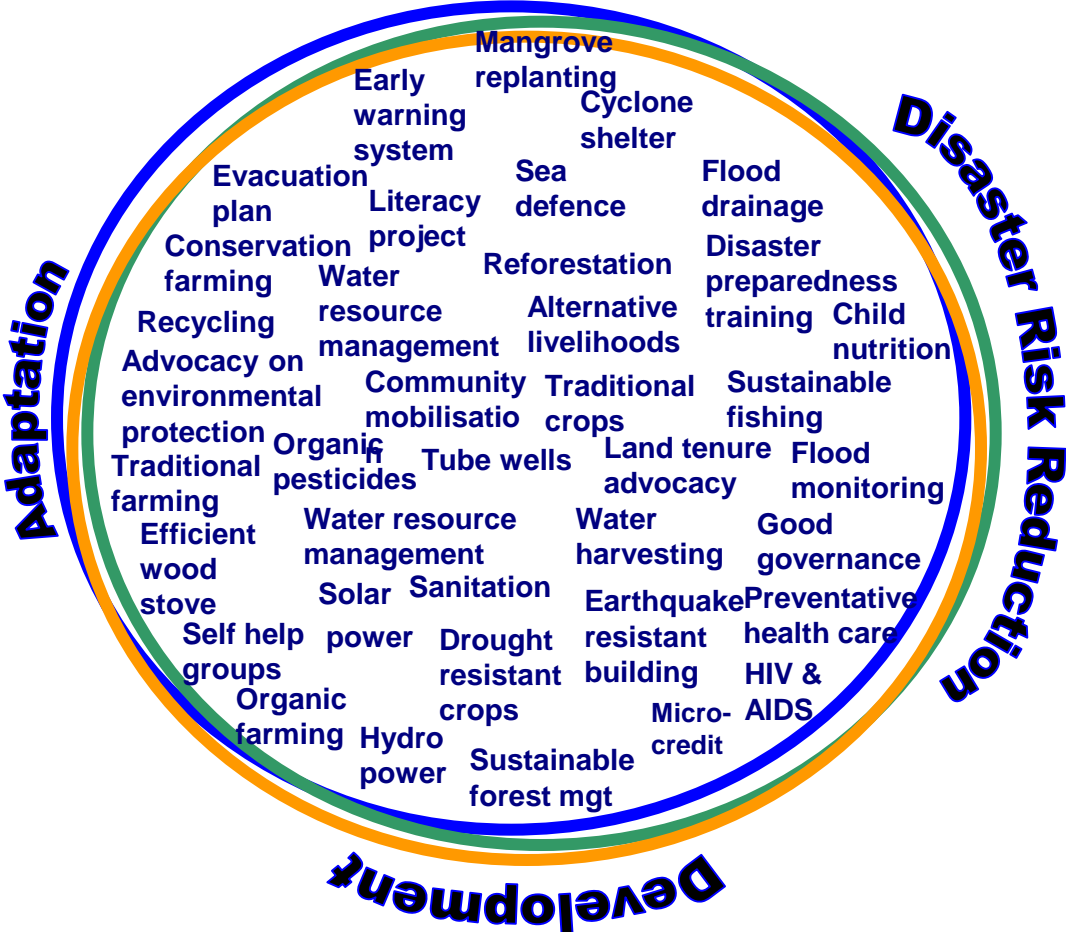 Mangrove
replanting
Early
warning
system
Cyclone
shelter
Evacuation
plan
Literacy
project
Sea
defence
Flood
drainage
Conservation
farming
Water
resource
management
Reforestation
Disaster
preparedness
training
Recycling
Alternative
livelihoods
Child
nutrition
Advocacy on
environmental
protection
Community
mobilisatio
n
Traditional
crops
Sustainable
fishing
Organic
pesticides
Tube wells
Land tenure
advocacy
Flood
monitoring
Traditional
farming
Efficient
wood
stove
Water resource
management
Water
harvesting
Good
governance
Solar
power
Sanitation
Earthquake
resistant
building
Preventative
health care
Self help
groups
Drought
resistant
crops
HIV &
AIDS
Organic
farming
Hydro
power
Micro-
credit
Sustainable
forest mgt
Adaptation
Disaster Risk Reduction
Development